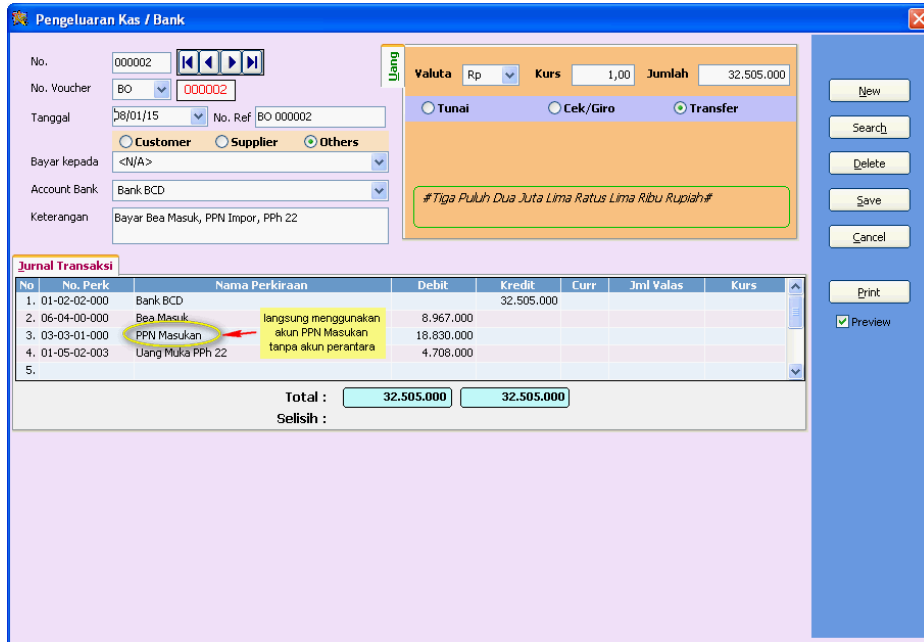 Pengeluaran Kas / Bank
No. 000002
No. Voucher BO 000002
Tanggal 08/01/15 No. Ref BO 000002
Customer Supplier Others
Bayar kepada <N/A>
Account Bank Bank BCD
Keterangan Bayar Bea Masuk, PPN Impor, PPh 22
Uang
Valuta Rp Kurs 1,00 Jumlah 32.505.000
Tunai Cek/Giro Transfer
#Tiga Puluh Dua Juta Lima Ratus Lima Ribu Rupiah#
New
Search
Delete
Save
Cancel
Print
Preview
Jurnal Transaksi
No No. Perk Nama Perkiraan Debit Kredit Curr Jml Valas Kurs
1. 01-02-02-000 Bank BCD 32.505.000
2. 06-04-00-000 Bea Masuk 8.967.000
3. 03-03-01-000 PPN Masukan 18.830.000
4. 01-05-02-003 Uang Muka PPh 22 4.708.000
5.
langsung menggunakan
akun PPN Masukan
tanpa akun perantara
Total : 32.505.000 32.505.000
Selisih :